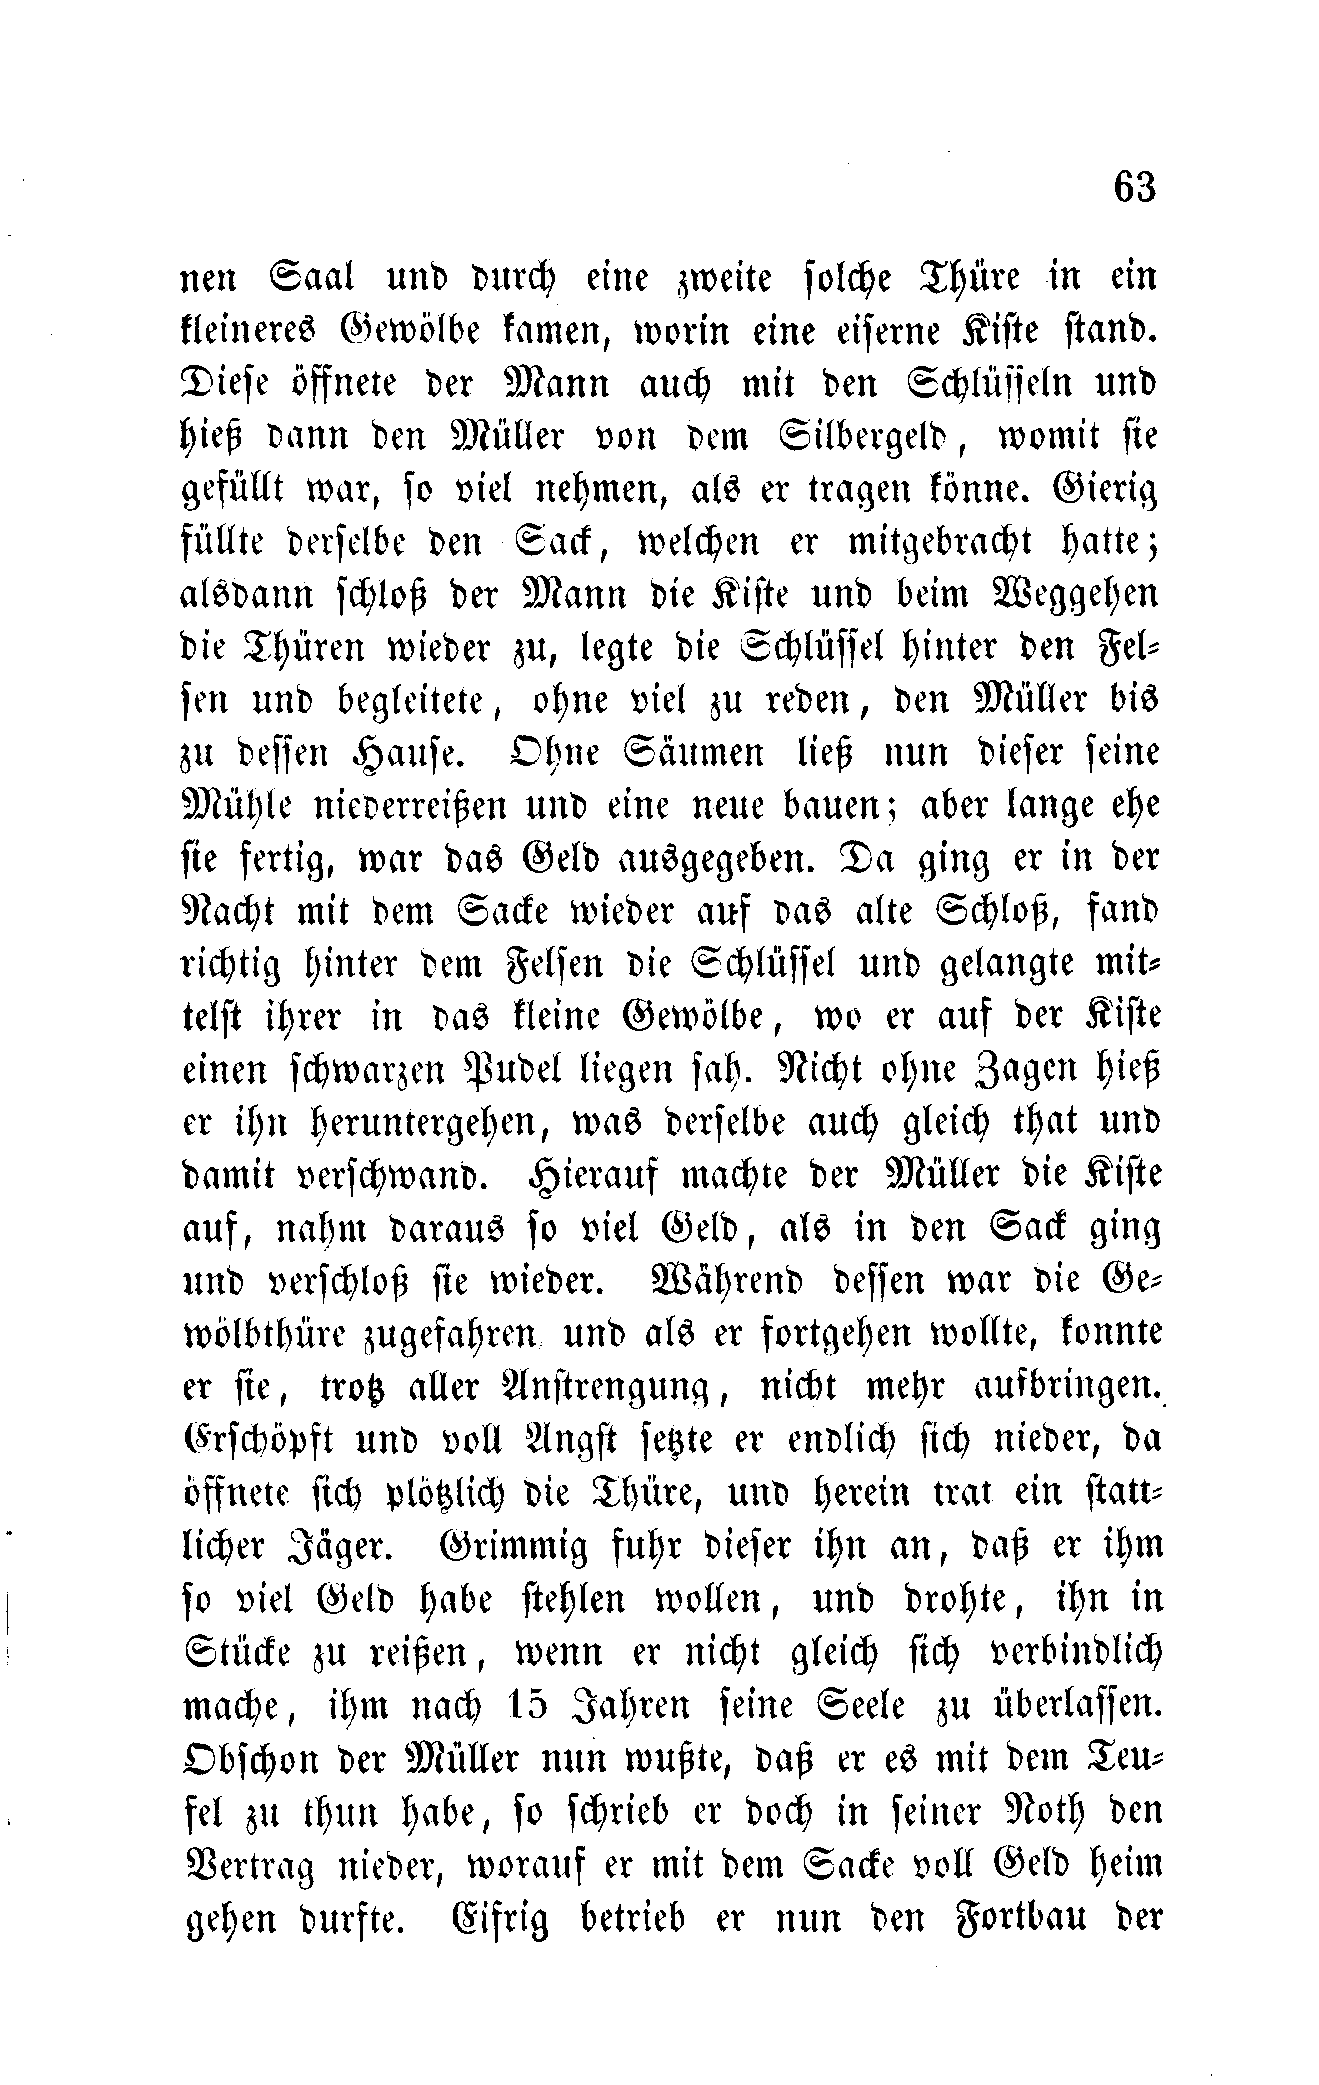 63
nen Saal und durch eine zweite solche Thüre in ein
kleineres Gewölbe kamen, worin eine eiserne Kiste stand.
Diese öffnete der Mann auch mit den Schlüsseln und
hieß dann den Müller von dem Silbergeld, womit sie
gefüllt war, so viel nehmen, als er tragen könne. Gierig
füllte derselbe den Sack, welchen er mitgebracht hatte;
alsdann schloß der Mann die Kiste und beim Weggehen
die Thüren wieder zu, legte die Schlüssel hinter den Fel-
sen und begleitete, ohne viel zu reden, den Müller bis
zu dessen Hause. Ohne Säumen ließ nun dieser seine
Mühle niederreißen und eine neue bauen; aber lange ehe
sie fertig, war das Geld ausgegeben. Da ging er in der
Nacht mit dem Sacke wieder auf das alte Schloß, fand
richtig hinter dem Felsen die Schlüssel und gelangte mit-
telst ihrer in das kleine Gewölbe, wo er auf der Kiste
einen schwarzen Pudel liegen sah. Nicht ohne Zagen hieß
er ihn heruntergehen, was derselbe auch gleich that und
damit verschwand. Hierauf machte der Müller die Kiste
auf, nahm daraus so viel Geld, als in den Sack ging
und verschloß sie wieder. Während dessen war die Ge-
wölbthüre zugefahren und als er fortgehen wollte, konnte
er sie, trotz aller Anstrengung, nicht mehr aufbringen.
Erschöpft und voll Angst setzte er endlich sich nieder, da
öffnete sich plötzlich die Thüre, und herein trat ein statt-
licher Jäger. Grimmig fuhr dieser ihn an, daß er ihm
so viel Geld habe stehlen wollen, und drohte, ihn in
Stücke zu reißen, wenn er nicht gleich sich verbindlich
mache, ihm nach 15 Jahren seine Seele zu überlassen.
Obschon der Müller nun wußte, daß er es mit dem Teu-
fel zu thun habe, so schrieb er doch in seiner Noth den
Vertrag nieder, worauf er mit dem Sacke voll Geld heim
gehen durfte. Eifrig betrieb er nun den Fortbau der